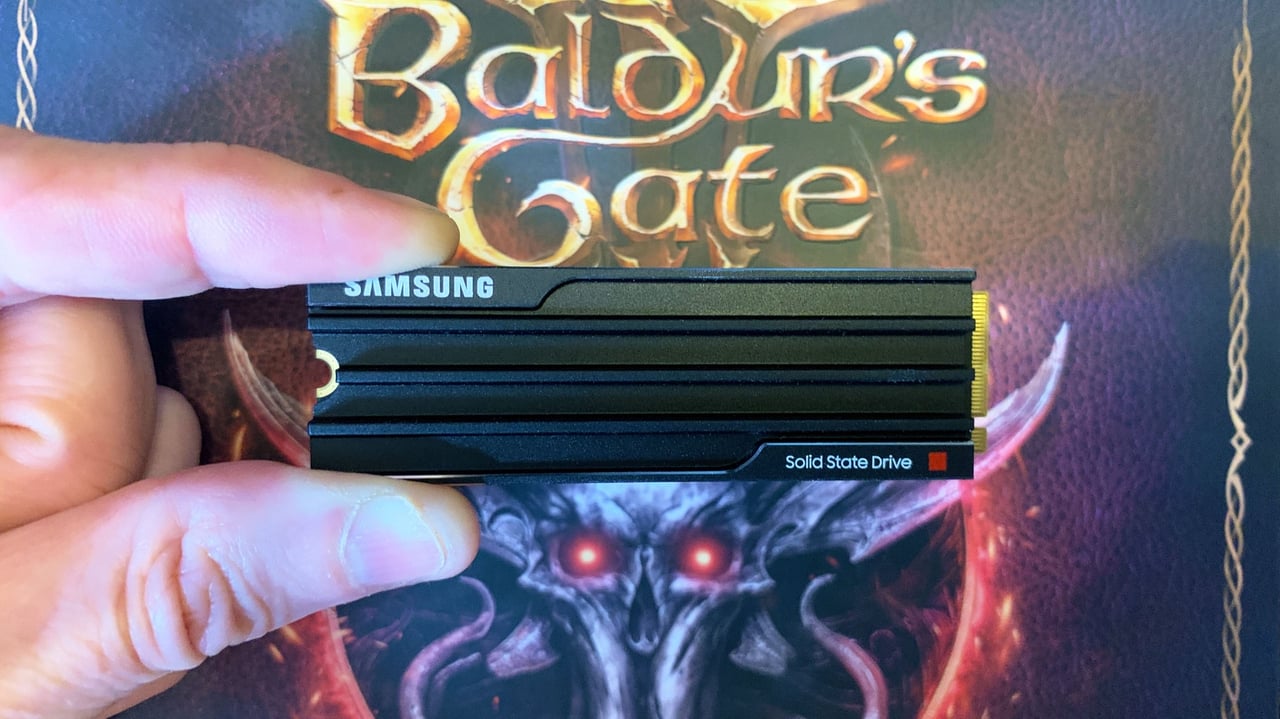 Baldur's
Gate
SAMSUNG
Solid State Drive